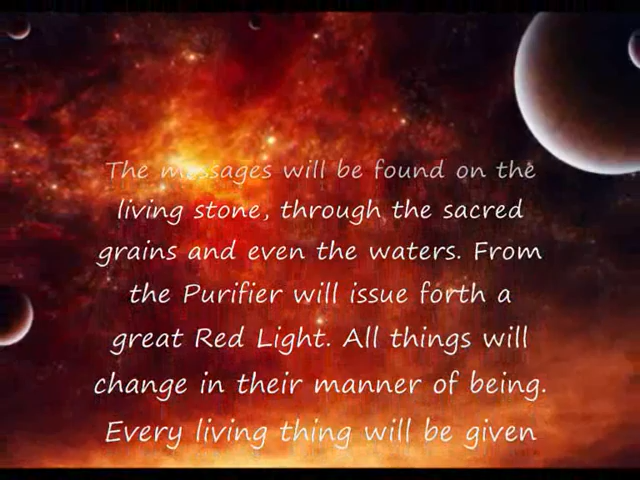 The messages will be found on the
living stone, through the sacred
grains and even the waters. From
the Purifier will issue forth a
great Red Light. All things will
change in their manner of being.
Every living thing will be given